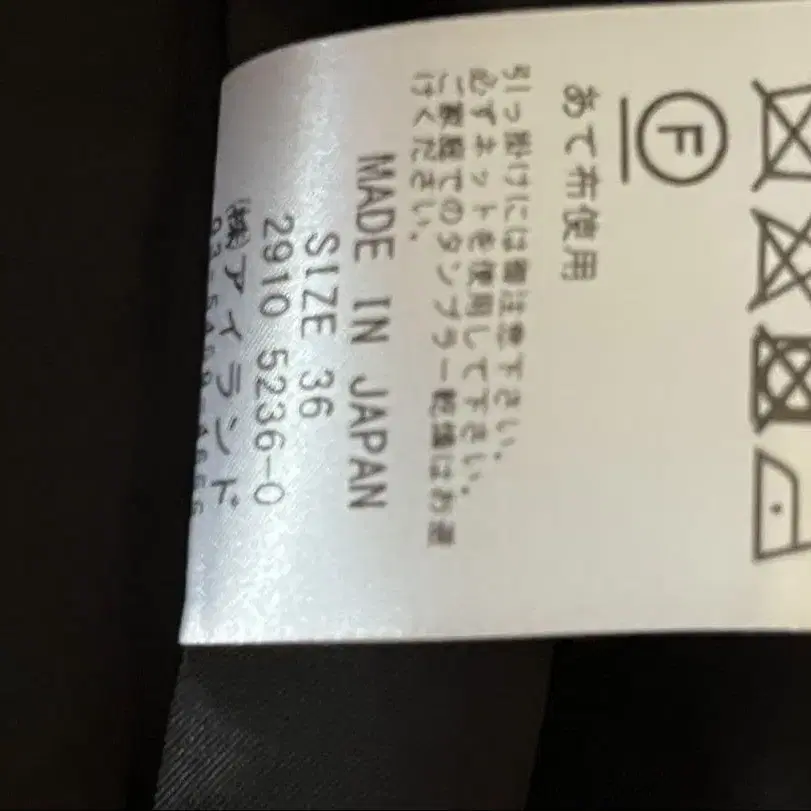 F
あて布使用
引っ掛けには御注意下さい。
必ずネットを使用して下さい。
ご家庭でのタンブラー乾燥はお避
けください。
MADE IN JAPAN
SIZE 36
2910 5236-0
㈱アイランド